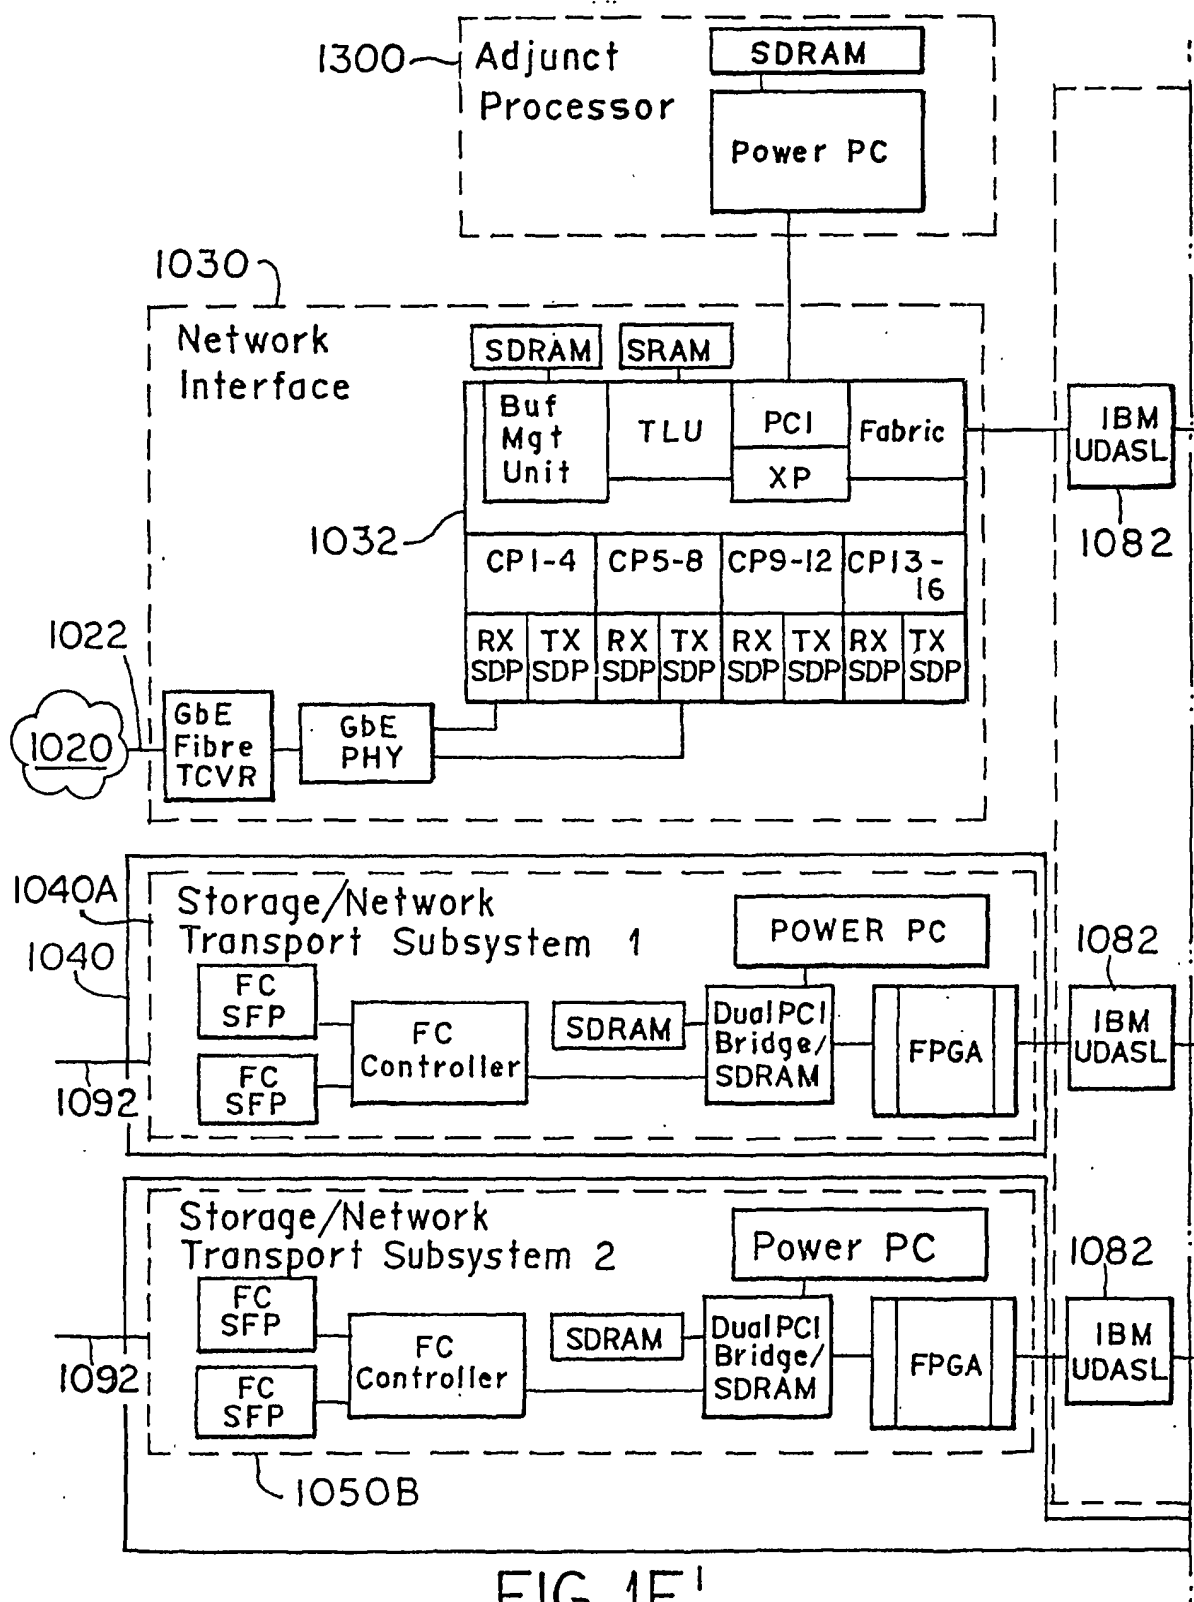 1300
Adjunct
Processor
SDRAM
Power PC
1030
Network
Interface
SDRAM
SRAM
Buf
Mgt
Unit
TLU
PCI
XP
Fabric
IBM
UDASL
1082
1032
CP1-4
CP5-8
CP9-12
CP13-
16
RX
SDP
TX
SDP
RX
SDP
TX
SDP
RX
SDP
TX
SDP
RX
SDP
TX
SDP
1022
1020
GbE
Fibre
TCVR
GbE
PHY
1040A
1040
Storage/Network
Transport Subsystem 1
POWER PC
1082
FC
SFP
FC
SFP
FC
Controller
SDRAM
Dual PCI
Bridge/
SDRAM
FPGA
IBM
UDASL
1092
Storage/Network
Transport Subsystem 2
Power PC
1082
FC
SFP
FC
SFP
FC
Controller
SDRAM
Dual PCI
Bridge/
SDRAM
FPGA
IBM
UDASL
1092
1050B